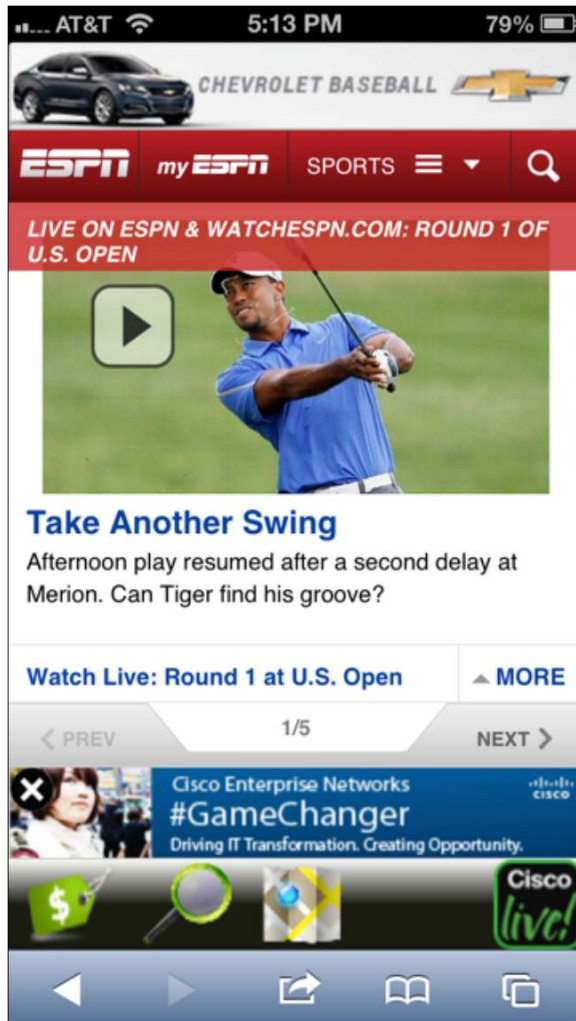 AT&T 5:13 PM 79%
CHEVROLET BASEBALL
ESPN my ESPN SPORTS
LIVE ON ESPN & WATCHESPN.COM: ROUND 1 OF
U.S. OPEN
Take Another Swing
Afternoon play resumed after a second delay at
Merion. Can Tiger find his groove?
Watch Live: Round 1 at U.S. Open MORE
PREV 1/5 NEXT
Cisco Enterprise Networks
#GameChanger
Driving IT Transformation. Creating Opportunity.
CISCO
$
Cisco
live!